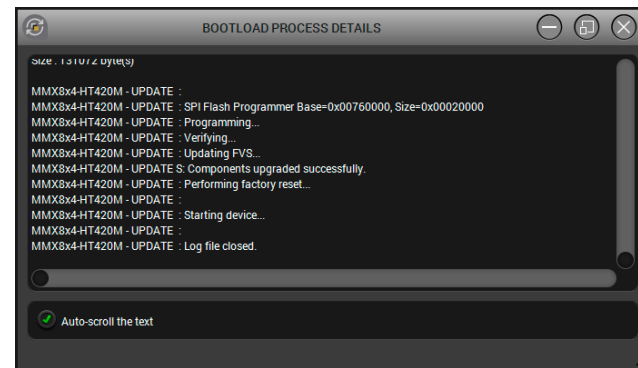 BOOTLOAD PROCESS DETAILS
Size : 131072 byte(s)
MMX8x4-HT420M - UPDATE :
MMX8x4-HT420M - UPDATE : SPI Flash Programmer Base=0x00760000, Size=0x00020000
MMX8x4-HT420M - UPDATE : Programming...
MMX8x4-HT420M - UPDATE : Verifying...
MMX8x4-HT420M - UPDATE : Updating FVS...
MMX8x4-HT420M - UPDATE S: Components upgraded successfully.
MMX8x4-HT420M - UPDATE : Performing factory reset...
MMX8x4-HT420M - UPDATE :
MMX8x4-HT420M - UPDATE : Starting device...
MMX8x4-HT420M - UPDATE :
MMX8x4-HT420M - UPDATE : Log file closed.
Auto-scroll the text